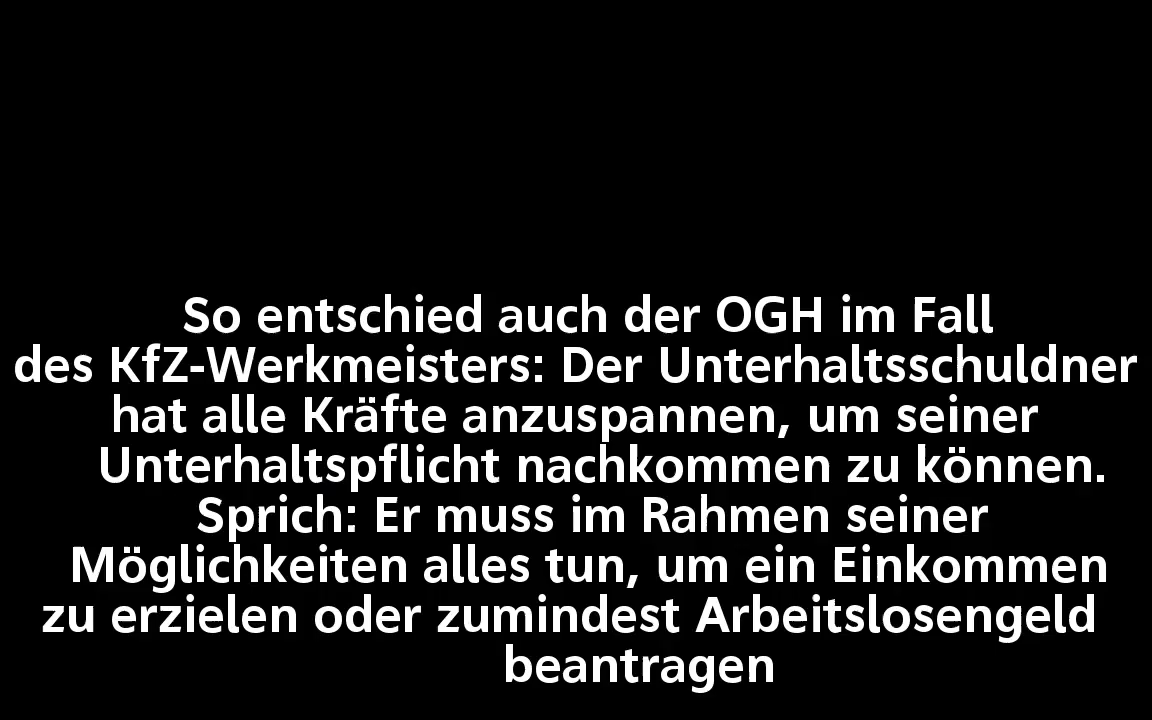 So entschied auch der OGH im Fall
des KfZ-Werkmeisters: Der Unterhaltsschuldner
hat alle Kräfte anzuspannen, um seiner
Unterhaltspflicht nachkommen zu können.
Sprich: Er muss im Rahmen seiner
Möglichkeiten alles tun, um ein Einkommen
zu erzielen oder zumindest Arbeitslosengeld
beantragen